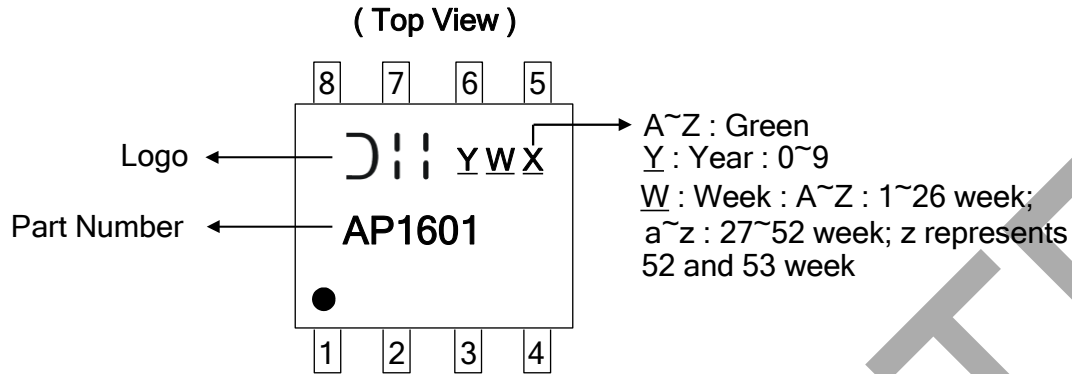 ( Top View )
8 7 6 5
Logo
Y W X
A~Z : Green
Y : Year : 0~9
W : Week : A~Z : 1~26 week;
a~z : 27~52 week; z represents
52 and 53 week
Part Number
AP1601
1 2 3 4